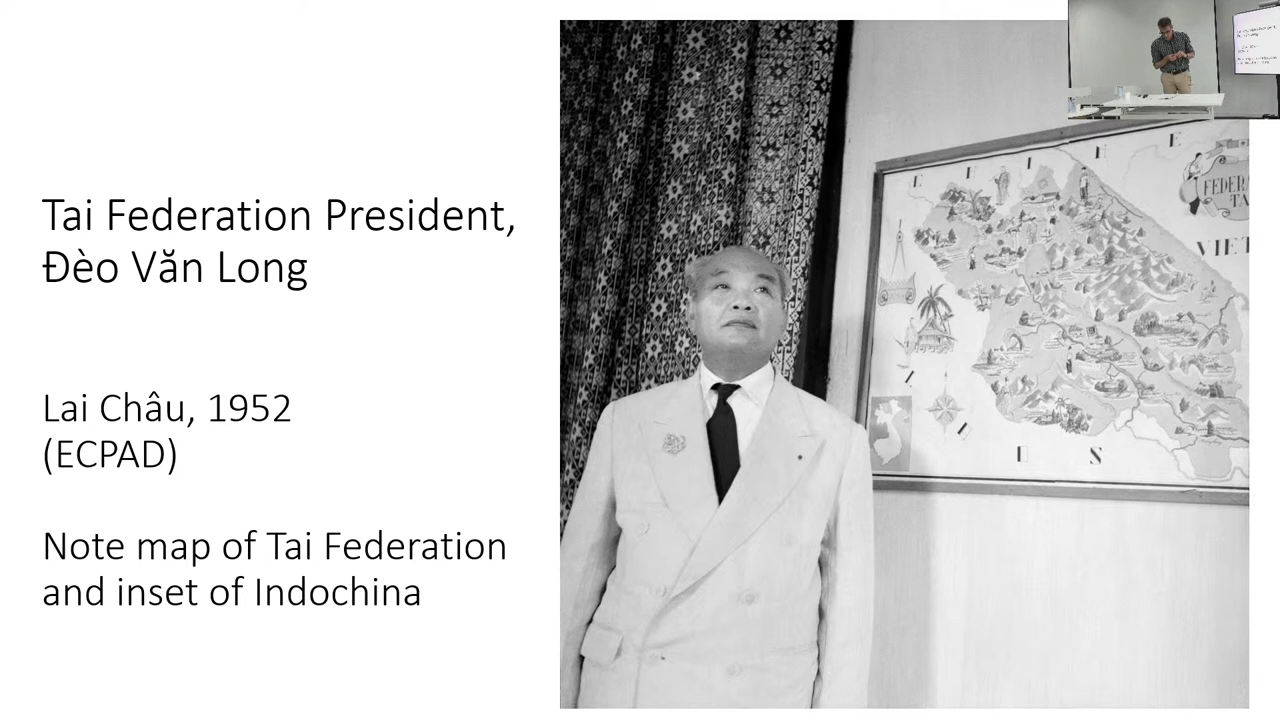 Tai Federation President,
Đèo Văn Long
Lai Châu, 1952
(ECPAD)
Note map of Tai Federation
and inset of Indochina
VIET